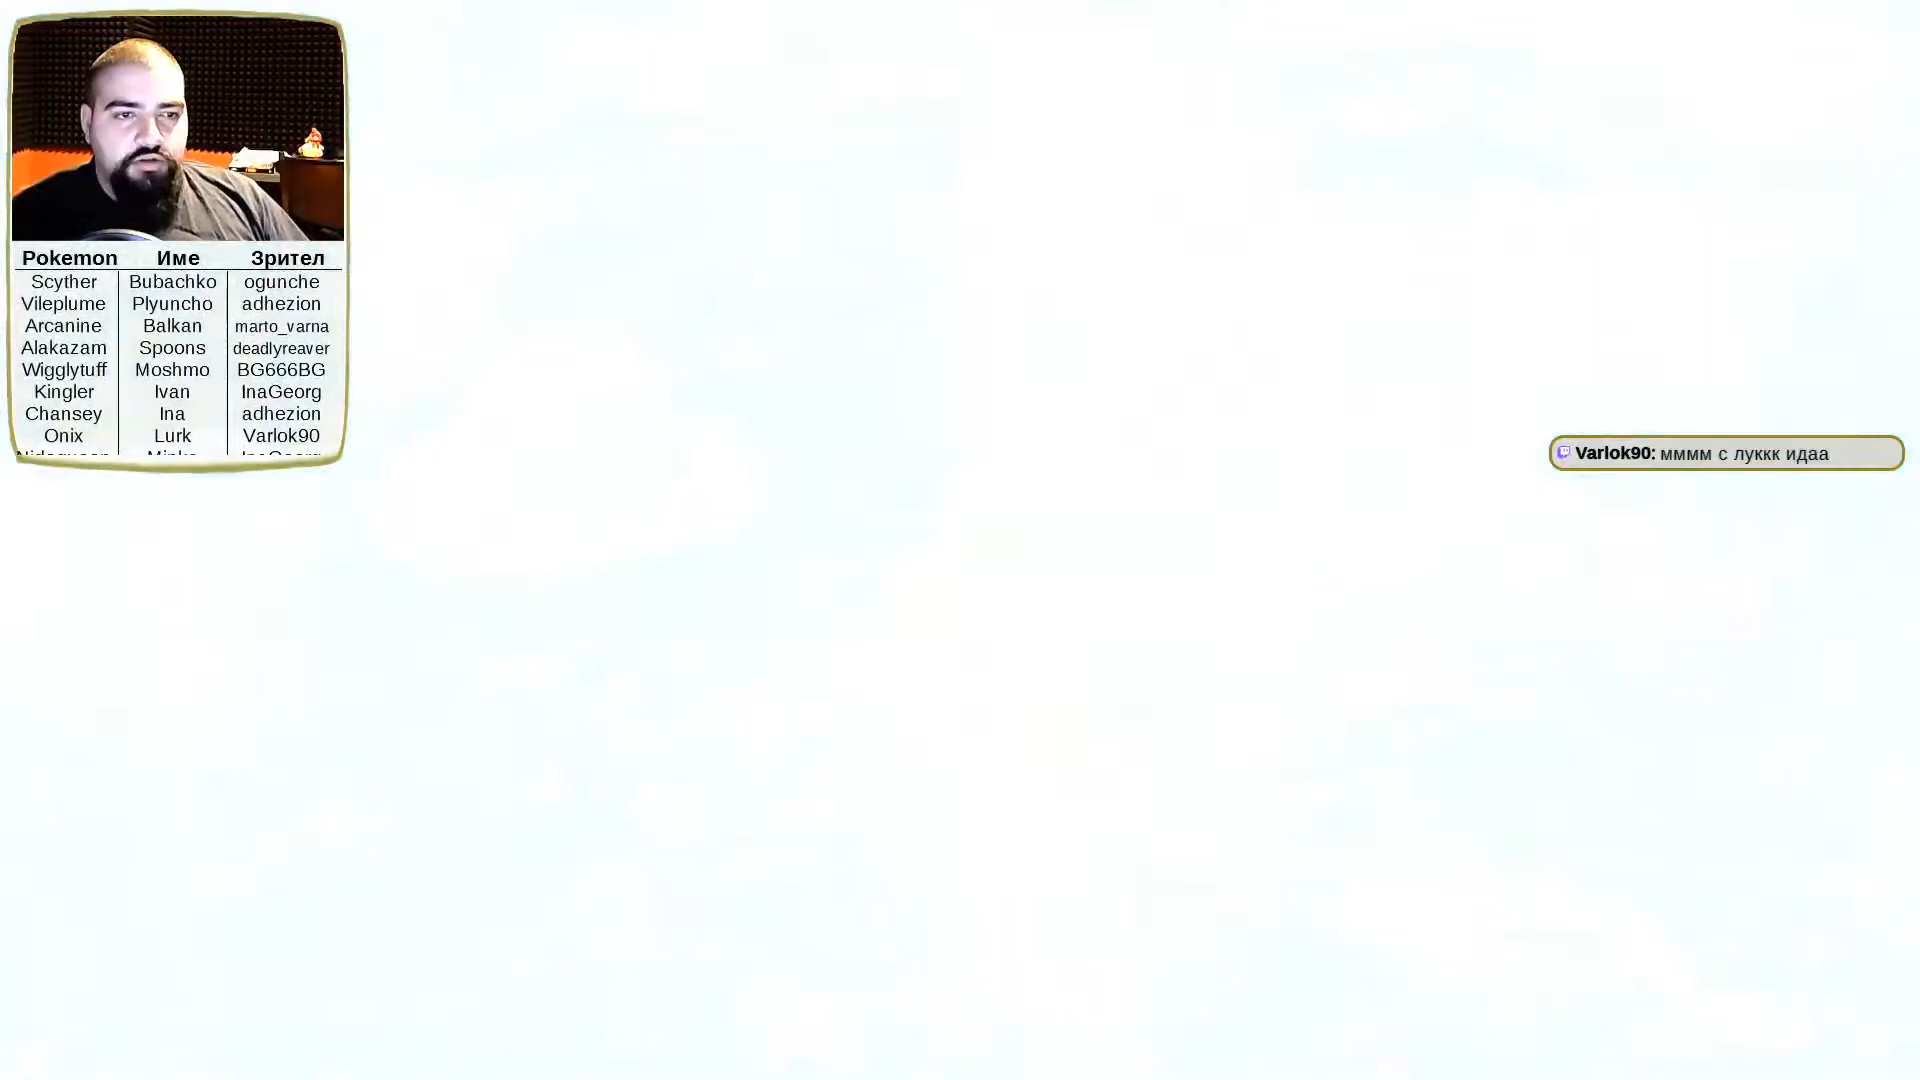 Pokemon Име Зрител
Scyther Bubachko ogunche
Vileplume Plyuncho adhezion
Arcanine Balkan marto_varna
Alakazam Spoons deadlyreaver
Wigglytuff Moshmo BG666BG
Kingler Ivan InaGeorg
Chansey Ina adhezion
Onix Lurk Varlok90
Varlok90: мммм с луккк идаа